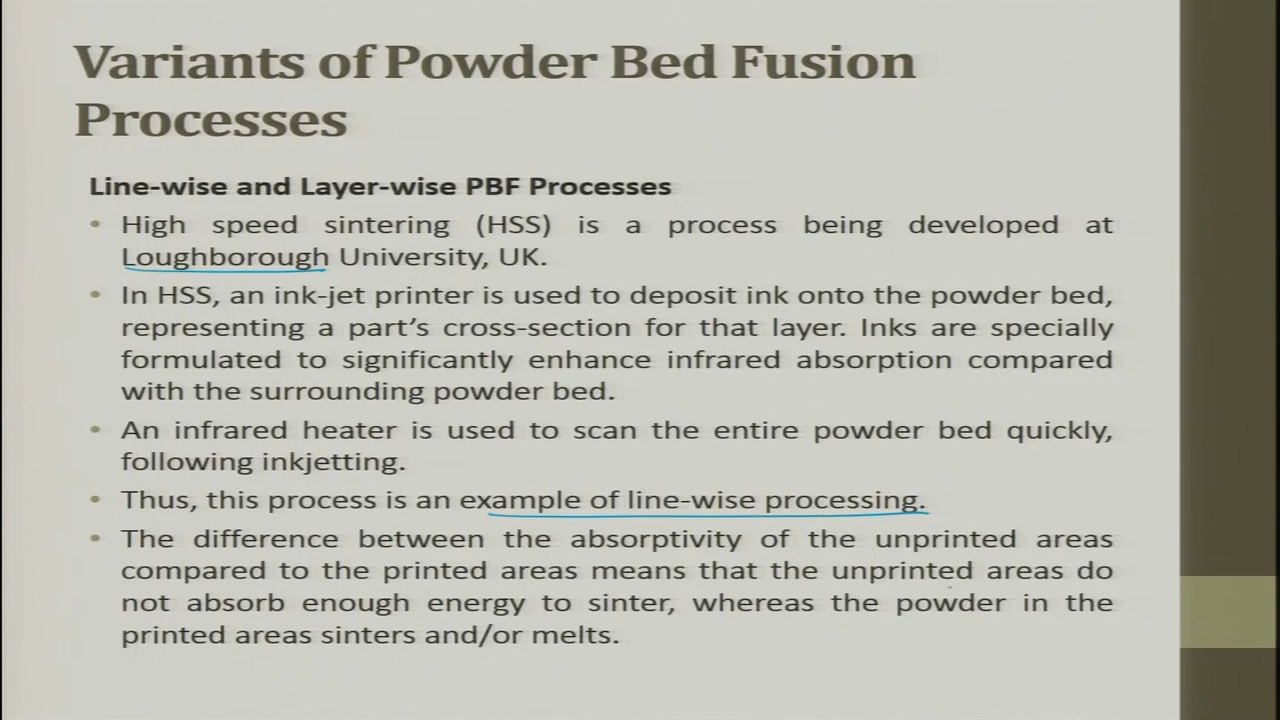 Variants of Powder Bed Fusion
Processes
Line-wise and Layer-wise PBF Processes
• High speed sintering (HSS) is a process being developed at
Loughborough University, UK.
• In HSS, an ink-jet printer is used to deposit ink onto the powder bed,
representing a part's cross-section for that layer. Inks are specially
formulated to significantly enhance infrared absorption compared
with the surrounding powder bed.
• An infrared heater is used to scan the entire powder bed quickly,
following inkjetting.
• Thus, this process is an example of line-wise processing.
• The difference between the absorptivity of the unprinted areas
compared to the printed areas means that the unprinted areas do
not absorb enough energy to sinter, whereas the powder in the
printed areas sinters and/or melts.